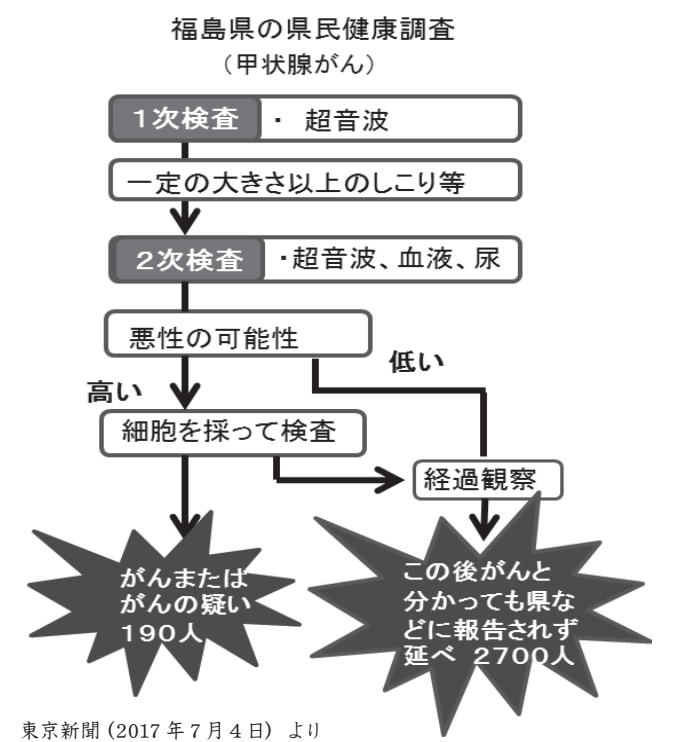 福島県の県民健康調査
（甲状腺がん）
1次検査 ・ 超音波
一定の大きさ以上のしこり等
2次検査 ・超音波、血液、尿
悪性の可能性
低い
高い
細胞を採って検査
経過観察
がんまたは
がんの疑い
190人
この後がんと
分かっても県な
どに報告されず
延べ 2700人
東京新聞(2017年7月4日) より